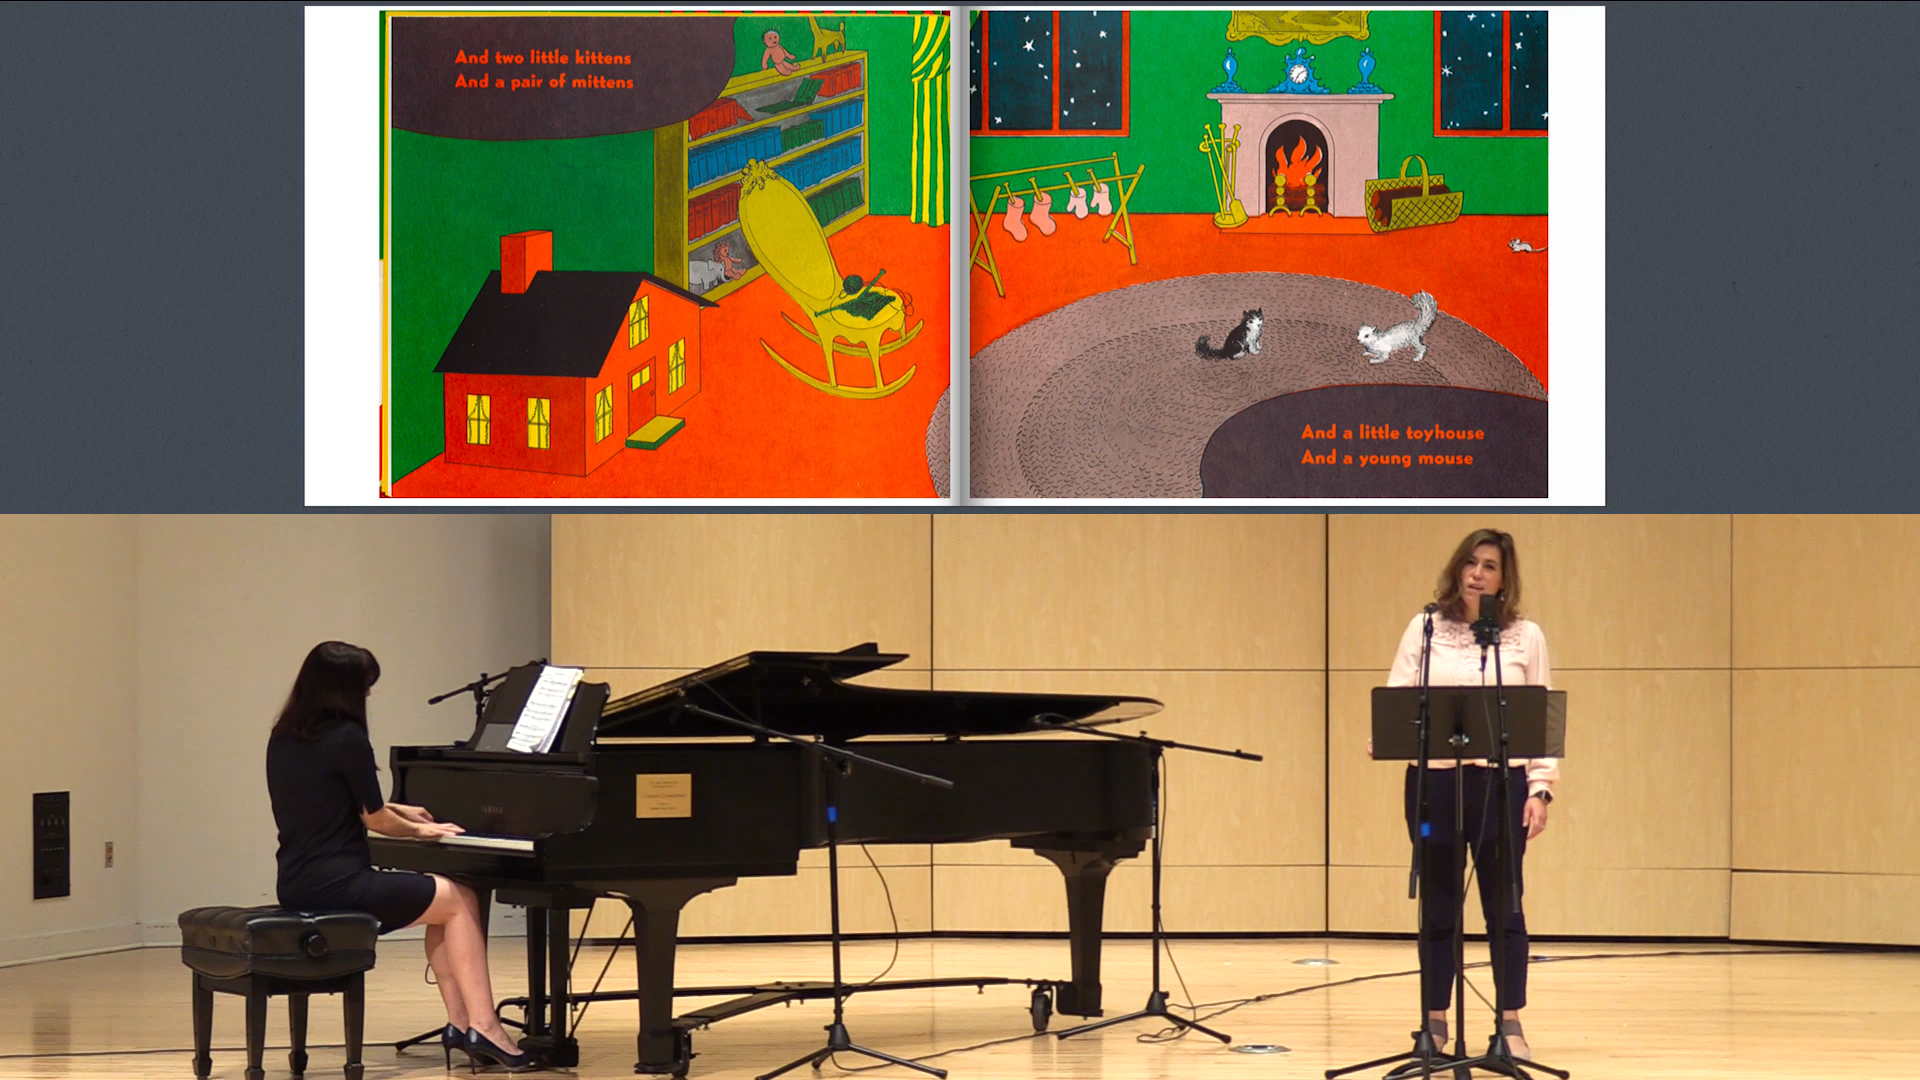 And two little kittens
And a pair of mittens
And a little toyhouse
And a young mouse